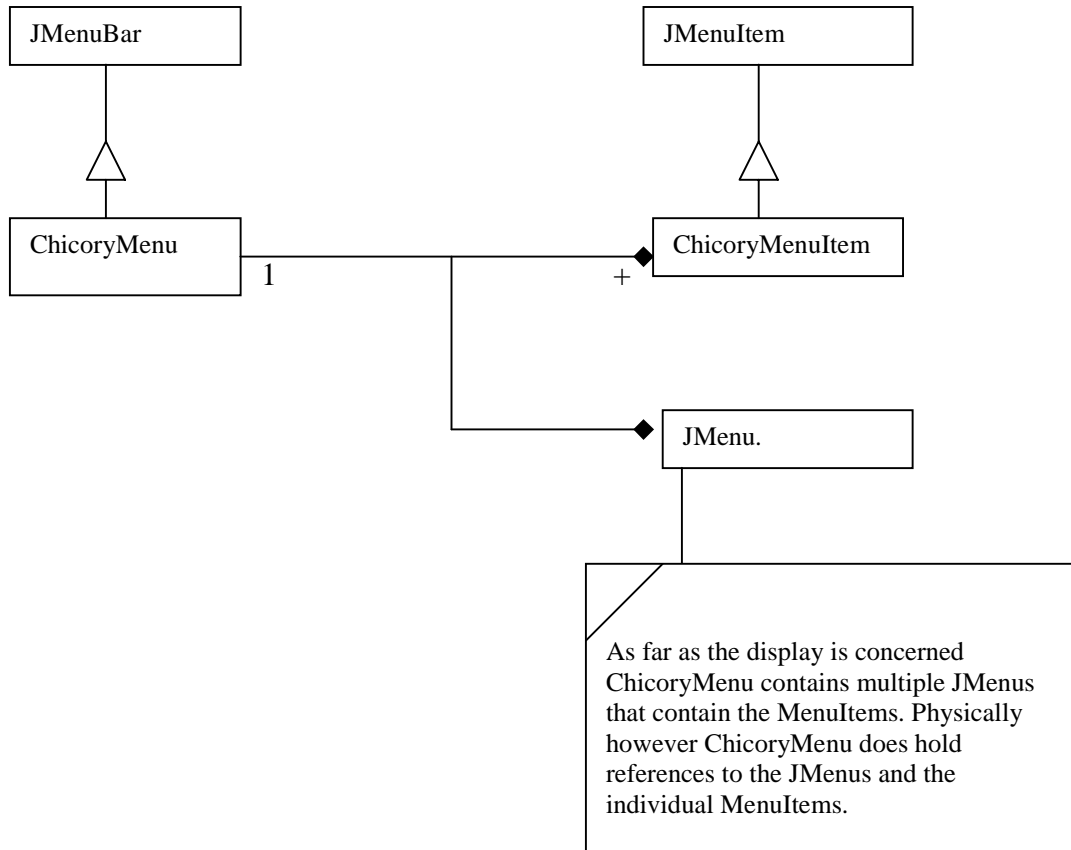 JMenuBar
JMenuItem
ChicoryMenu
ChicoryMenuItem
1
+
JMenu.
As far as the display is concerned
ChicoryMenu contains multiple JMenus
that contain the MenuItems. Physically
however ChicoryMenu does hold
references to the JMenus and the
individual MenuItems.